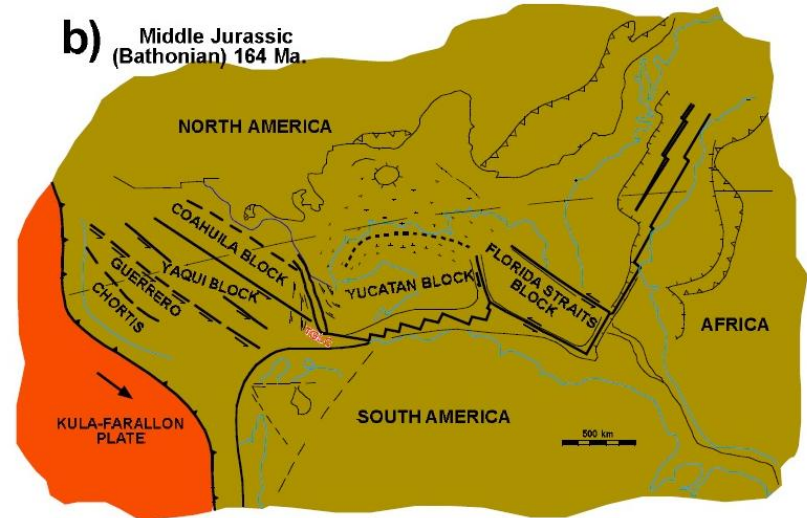 b) Middle Jurassic
(Bathonian) 164 Ma.
NORTH AMERICA
COAHUILA BLOCK
YAQUI BLOCK
GUERRERO
CHORTIS
YUCATAN BLOCK
FLORIDA STRAITS
BLOCK
AFRICA
KULA-FARALLON
PLATE
SOUTH AMERICA
500 km